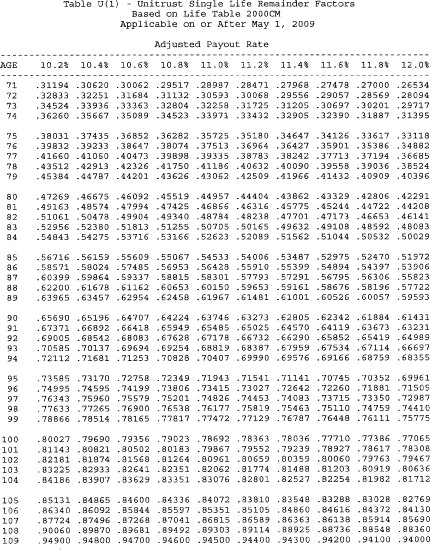 Table U(1) - Unitrust Single Life Remainder Factors
Based on Life Table 2000CM
Applicable on or After May 1, 2009
Adjusted Payout Rate
AGE 10.2% 10.4% 10.6% 10.8% 11.0% 11.2% 11.4% 11.6% 11.8% 12.0%
71 .31194 .30620 .30062 .29517 .28987 .28471 .27968 .27478 .27000 .26534
72 .32833 .32251 .31684 .31132 .30593 .30068 .29556 .29057 .28569 .28094
73 .34524 .33936 .33363 .32804 .32258 .31725 .31205 .30697 .30201 .29717
74 .36260 .35667 .35089 .34523 .33971 .33432 .32905 .32390 .31887 .31395
75 .38031 .37435 .36852 .36282 .35725 .35180 .34647 .34126 .33617 .33118
76 .39832 .39233 .38647 .38074 .37513 .36964 .36427 .35901 .35386 .34882
77 .41660 .41060 .40473 .39898 .39335 .38783 .38242 .37713 .37194 .36685
78 .43512 .42913 .42326 .41750 .41186 .40632 .40090 .39558 .39036 .38524
79 .45384 .44787 .44201 .43626 .43062 .42509 .41966 .41432 .40909 .40396
80 .47269 .46675 .46092 .45519 .44957 .44404 .43862 .43329 .42806 .42291
81 .49163 .48574 .47994 .47425 .46866 .46316 .45775 .45244 .44722 .44208
82 .51061 .50478 .49904 .49340 .48784 .48238 .47701 .47173 .46653 .46141
83 .52956 .52380 .51813 .51255 .50705 .50165 .49632 .49108 .48592 .48083
84 .54843 .54275 .53716 .53166 .52623 .52089 .51562 .51044 .50532 .50029
85 .56716 .56159 .55609 .55067 .54533 .54006 .53487 .52975 .52470 .51972
86 .58571 .58024 .57485 .56953 .56428 .55910 .55399 .54894 .54397 .53906
87 .60399 .59864 .59337 .58815 .58301 .57793 .57291 .56795 .56306 .55823
88 .62200 .61678 .61162 .60653 .60150 .59653 .59161 .58676 .58196 .57722
89 .63965 .63457 .62954 .62458 .61967 .61481 .61001 .60526 .60057 .59593
90 .65690 .65196 .64707 .64224 .63746 .63273 .62805 .62342 .61884 .61431
91 .67371 .66892 .66418 .65949 .65485 .65025 .64570 .64119 .63673 .63231
92 .69005 .68542 .68083 .67628 .67178 .66732 .66290 .65852 .65419 .64989
93 .70585 .70137 .69694 .69254 .68819 .68387 .67959 .67534 .67114 .66697
94 .72112 .71681 .71253 .70828 .70407 .69990 .69576 .69166 .68759 .68355
95 .73585 .73170 .72758 .72349 .71943 .71541 .71141 .70745 .70352 .69961
96 .74995 .74595 .74199 .73806 .73415 .73027 .72642 .72260 .71881 .71505
97 .76343 .75960 .75579 .75201 .74826 .74453 .74083 .73715 .73350 .72987
98 .77633 .77265 .76900 .76538 .76177 .75819 .75463 .75110 .74759 .74410
99 .78866 .78514 .78165 .77817 .77472 .77129 .76787 .76448 .76111 .75775
100 .80027 .79690 .79356 .79023 .78692 .78363 .78036 .77710 .77386 .77065
101 .81143 .80821 .80502 .80183 .79867 .79552 .79239 .78927 .78617 .78308
102 .82181 .81874 .81568 .81264 .80961 .80659 .80359 .80060 .79763 .79467
103 .83225 .82933 .82641 .82351 .82062 .81774 .81488 .81203 .80919 .80636
104 .84186 .83907 .83629 .83351 .83076 .82801 .82527 .82254 .81982 .81712
105 .85131 .84865 .84600 .84336 .84072 .83810 .83548 .83288 .83028 .82769
106 .86340 .86092 .85844 .85597 .85351 .85105 .84860 .84616 .84372 .84130
107 .87724 .87496 .87268 .87041 .86815 .86589 .86363 .86138 .85914 .85690
108 .90060 .89870 .89681 .89492 .89303 .89114 .88925 .88736 .88548 .88360
109 .94900 .94800 .94700 .94600 .94500 .94400 .94300 .94200 .94100 .94000